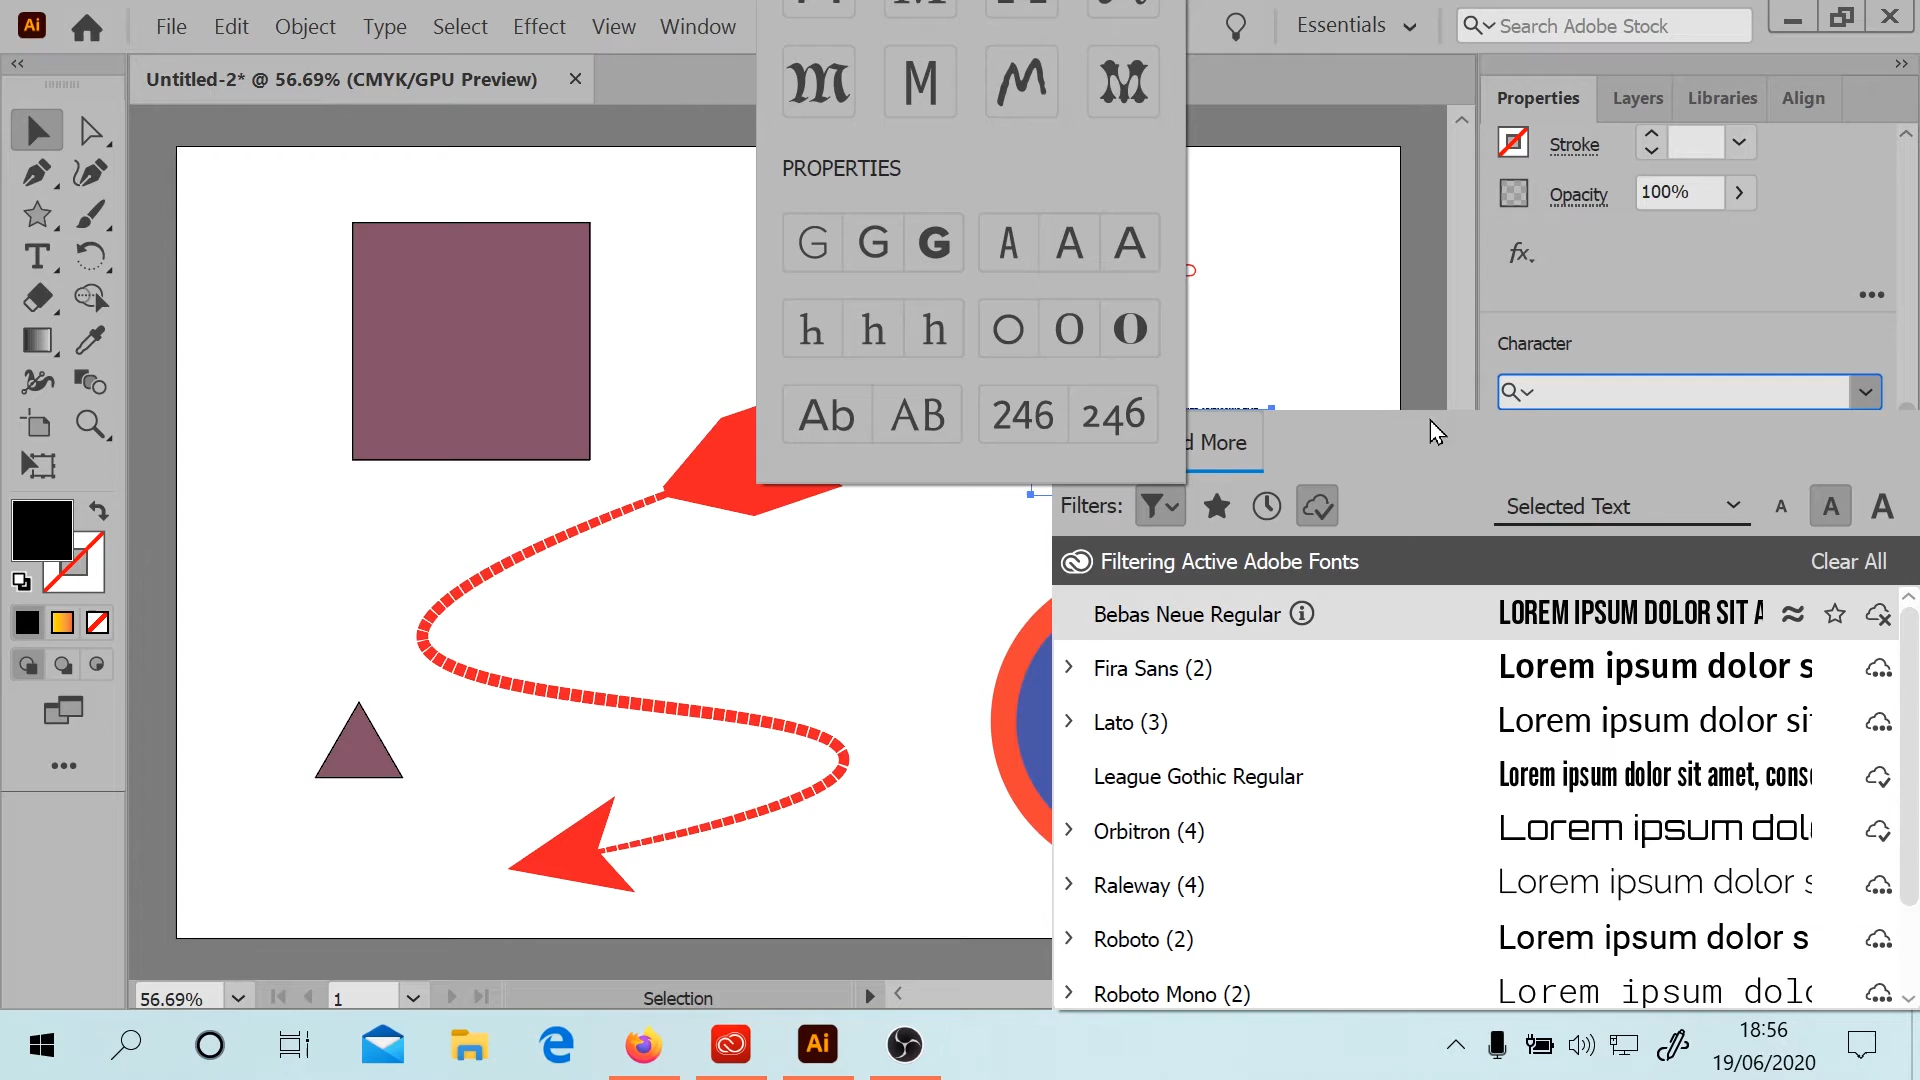 Ai File Edit Object Type Select Effect View Window Essentials Search Adobe Stock
Untitled-2* @ 56.69% (CMYK/GPU Preview)
Properties Layers Libraries Align
M M M M
Stroke
PROPERTIES
Opacity 100%
G G G A A A
fx.
h h h O O O
Character
Ab AB 246 246
d More
Filters: Selected Text A A A
Filtering Active Adobe Fonts Clear All
Bebas Neue Regular LOREM IPSUM DOLOR SIT A
Fira Sans (2) Lorem ipsum dolor s
Lato (3) Lorem ipsum dolor sit
League Gothic Regular Lorem ipsum dolor sit amet, conse
Orbitron (4) Lorem ipsum dol
Raleway (4) Lorem ipsum dolor s
Roboto (2) Lorem ipsum dolor s
Roboto Mono (2) Lorem ipsum dolo
T
56.69% 1 Selection
Ai
18:56
19/06/2020